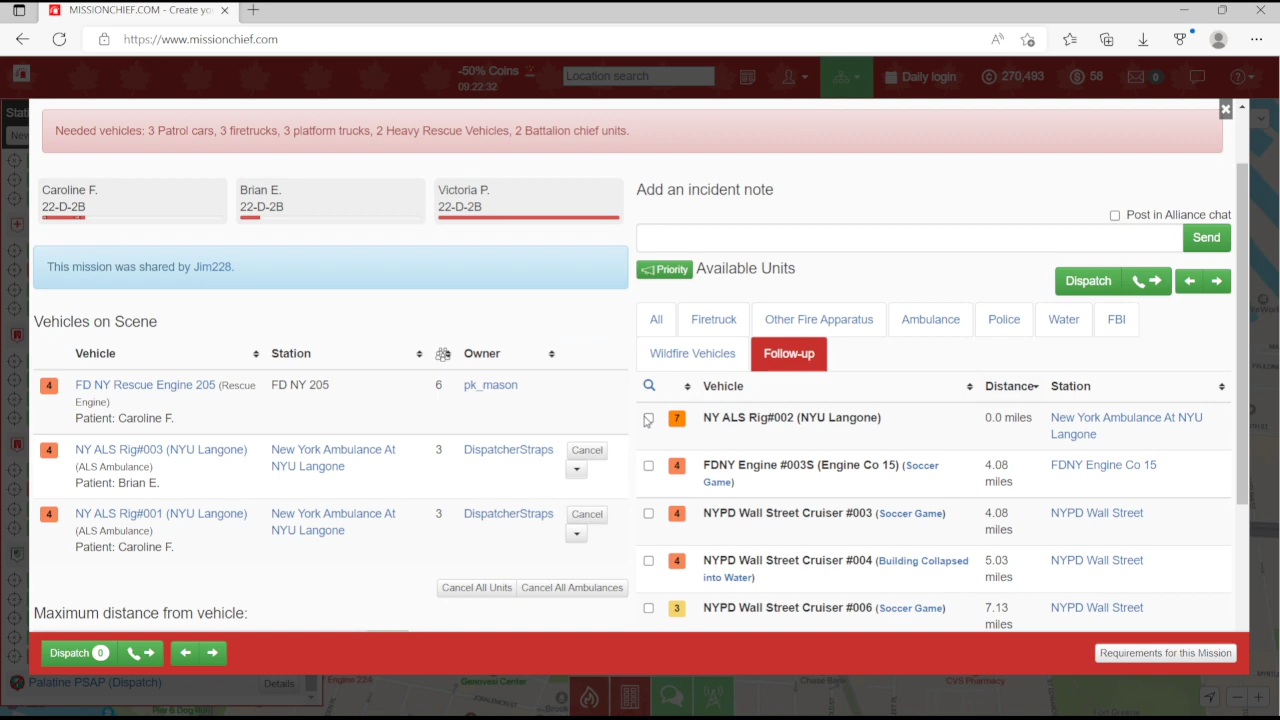 MISSIONCHIEF.COM - Create yo
https://www.missionchief.com
-50% Coins
09:22:32
Location search
Daily login
270,493
58
0
Needed vehicles: 3 Patrol cars, 3 firetrucks, 3 platform trucks, 2 Heavy Rescue Vehicles, 2 Battalion chief units.
Caroline F.
22-D-2B
Brian E.
22-D-2B
Victoria P.
22-D-2B
This mission was shared by Jim228.
Vehicles on Scene
Vehicle Station Owner
4 FD NY Rescue Engine 205 (Rescue Engine) FD NY 205 6 pk_mason
Patient: Caroline F.
4 NY ALS Rig#003 (NYU Langone) New York Ambulance At NYU Langone 3 DispatcherStraps Cancel
(ALS Ambulance)
Patient: Brian E.
4 NY ALS Rig#001 (NYU Langone) New York Ambulance At NYU Langone 3 DispatcherStraps Cancel
(ALS Ambulance)
Patient: Caroline F.
Cancel All Units Cancel All Ambulances
Maximum distance from vehicle:
Add an incident note
Post in Alliance chat
Send
Priority Available Units
Dispatch
All Firetruck Other Fire Apparatus Ambulance Police Water FBI
Wildfire Vehicles Follow-up
Vehicle Distance Station
7 NY ALS Rig#002 (NYU Langone) 0.0 miles New York Ambulance At NYU Langone
4 FDNY Engine #003S (Engine Co 15) (Soccer Game) 4.08 miles FDNY Engine Co 15
4 NYPD Wall Street Cruiser #003 (Soccer Game) 4.08 miles NYPD Wall Street
4 NYPD Wall Street Cruiser #004 (Building Collapsed into Water) 5.03 miles NYPD Wall Street
3 NYPD Wall Street Cruiser #006 (Soccer Game) 7.13 miles NYPD Wall Street
Dispatch 0
Requirements for this Mission
Palatine PSAP (Dispatch) Details
Engine 224
Genovesi Center
Chase Bank
CVS Pharmacy
Pier 6 Dog Run